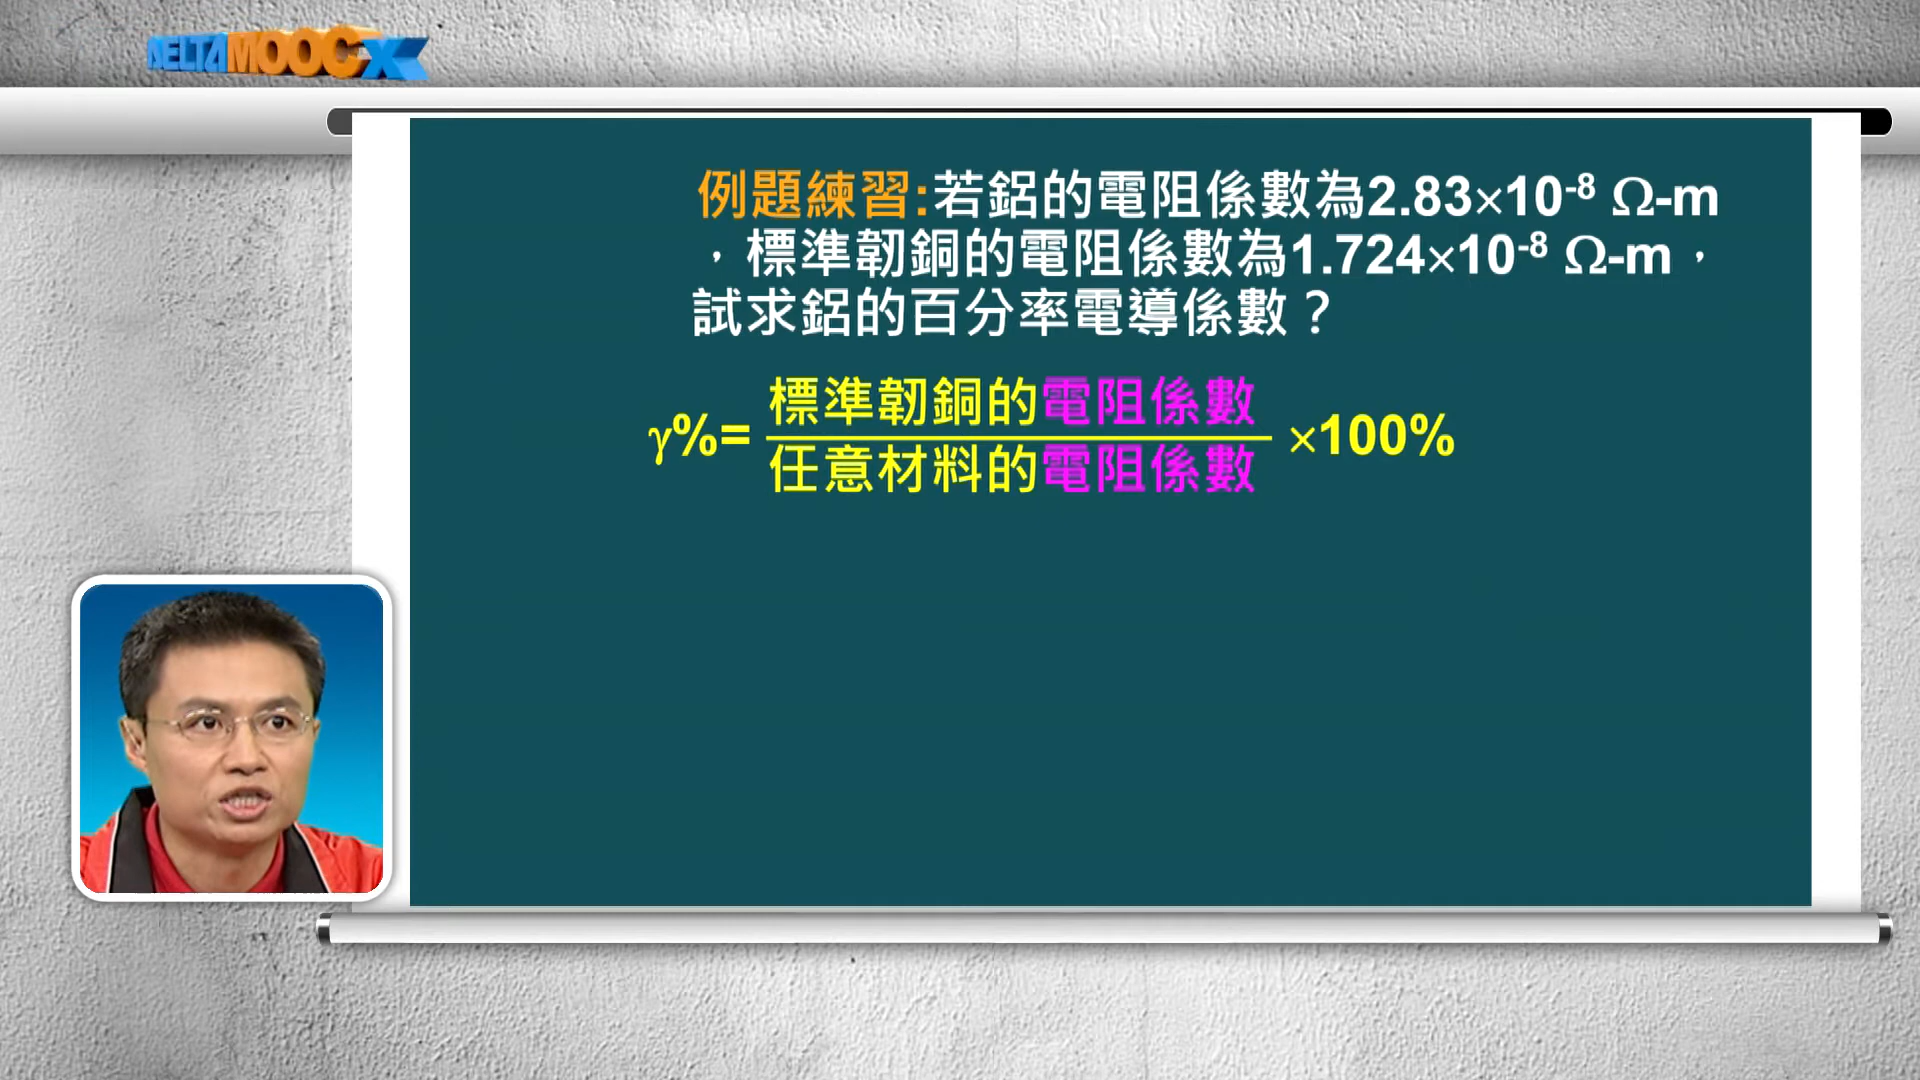 DELTAMOOCx
例題練習:若鋁的電阻係數為2.83×10⁻⁸ Ω-m
，標準韌銅的電阻係數為1.724×10⁻⁸ Ω-m，
試求鋁的百分率電導係數？
γ%= 標準韌銅的電阻係數 ×100%
任意材料的電阻係數